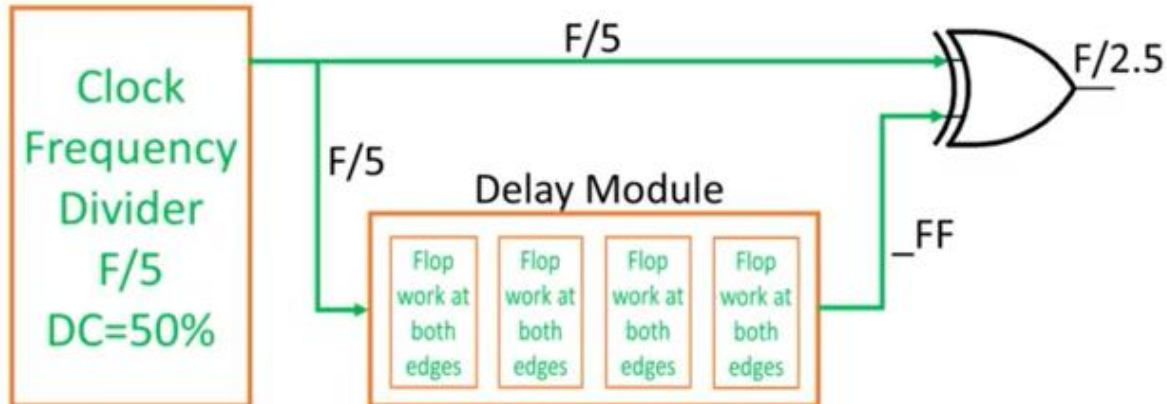 Clock
Frequency
Divider
F/5
DC=50%
F/5
F/5
F/2.5
Delay Module
_FF
Flop
work at
both
edges
Flop
work at
both
edges
Flop
work at
both
edges
Flop
work at
both
edges